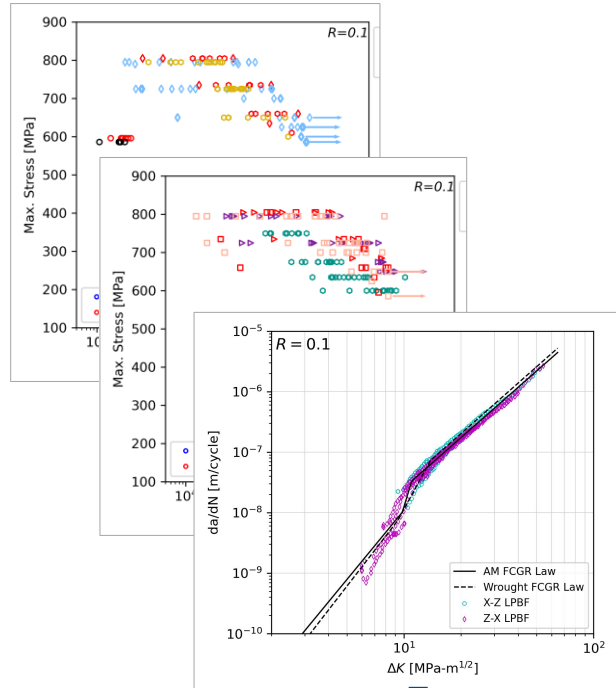 900
R=0.1
800
700
600
500
400
300
200
100
Max. Stress [MPa]
900
R=0.1
800
700
600
500
400
300
200
100
Max. Stress [MPa]
R = 0.1
10⁻⁵
10⁻⁶
10⁻⁷
10⁻⁸
10⁻⁹
10⁻¹⁰
da/dN [m/cycle]
AM FCGR Law
Wrought FCGR Law
X-Z LPBF
Z-X LPBF
10¹
10²
ΔK [MPa-m¹/²]